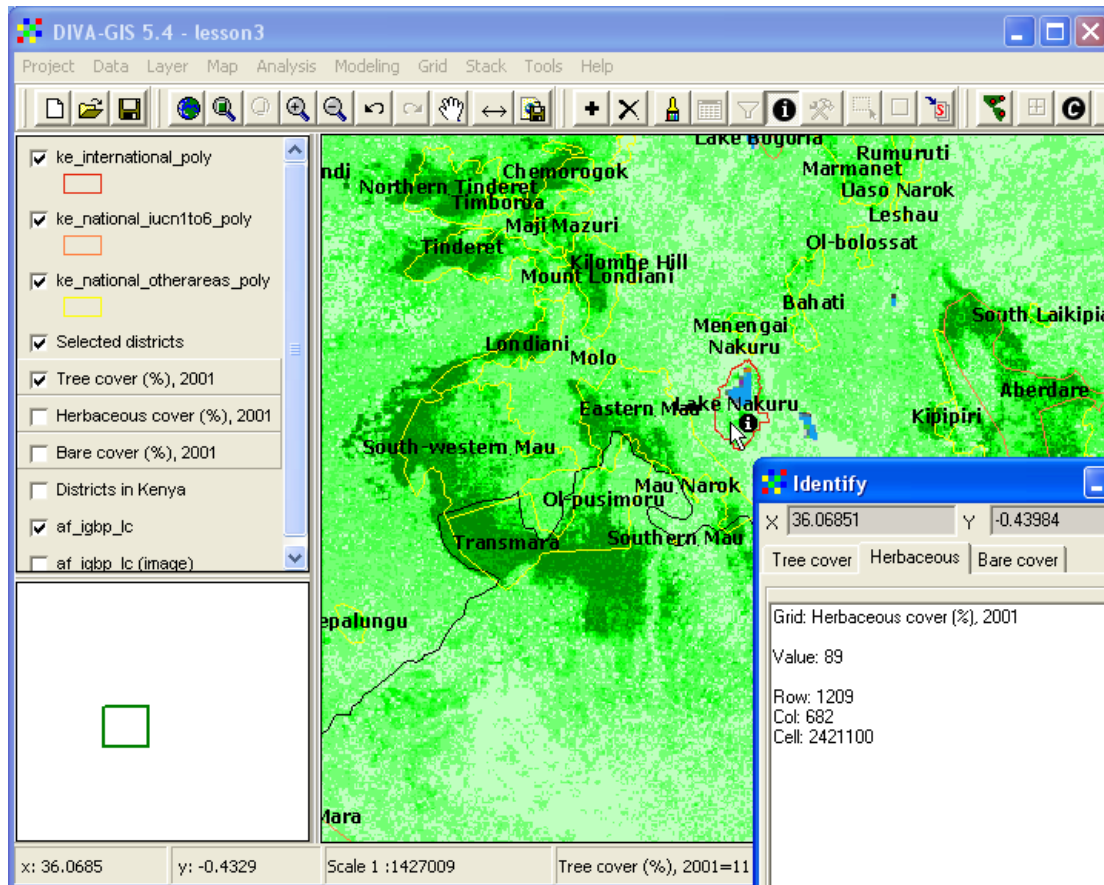 DIVA-GIS 5.4 - lesson3
Project Data Layer Map Analysis Modeling Grid Stack Tools Help
ke_international_poly
ke_national_iucn1to6_poly
ke_national_otherareas_poly
Selected districts
Tree cover (%), 2001
Herbaceous cover (%), 2001
Bare cover (%), 2001
Districts in Kenya
af_igbp_lc
af_igbp_lc (image)
Lake Bogoria
ndi
Chemorogok
Rumuruti
Marmanet
Northern Tinderet
Uaso Narok
Timboroa
Leshau
Maji Mazuri
Tinderet
Ol-bolossat
Kilombe Hill
Mount Londiani
Bahati
South Laikipia
Menengai
Nakuru
Londiani
Molo
Aberdare
Eastern Mau
Lake Nakuru
Kipipiri
South-western Mau
Mau Narok
Ol-pusimoru
Transmara
Southern Mau
epalungu
Mara
Identify
X 36.06851 Y -0.43984
Tree cover Herbaceous Bare cover
Grid: Herbaceous cover (%), 2001
Value: 89
Row: 1209
Col: 682
Cell: 2421100
x: 36.0685 y: -0.4329 Scale 1 :1427009 Tree cover (%), 2001=11